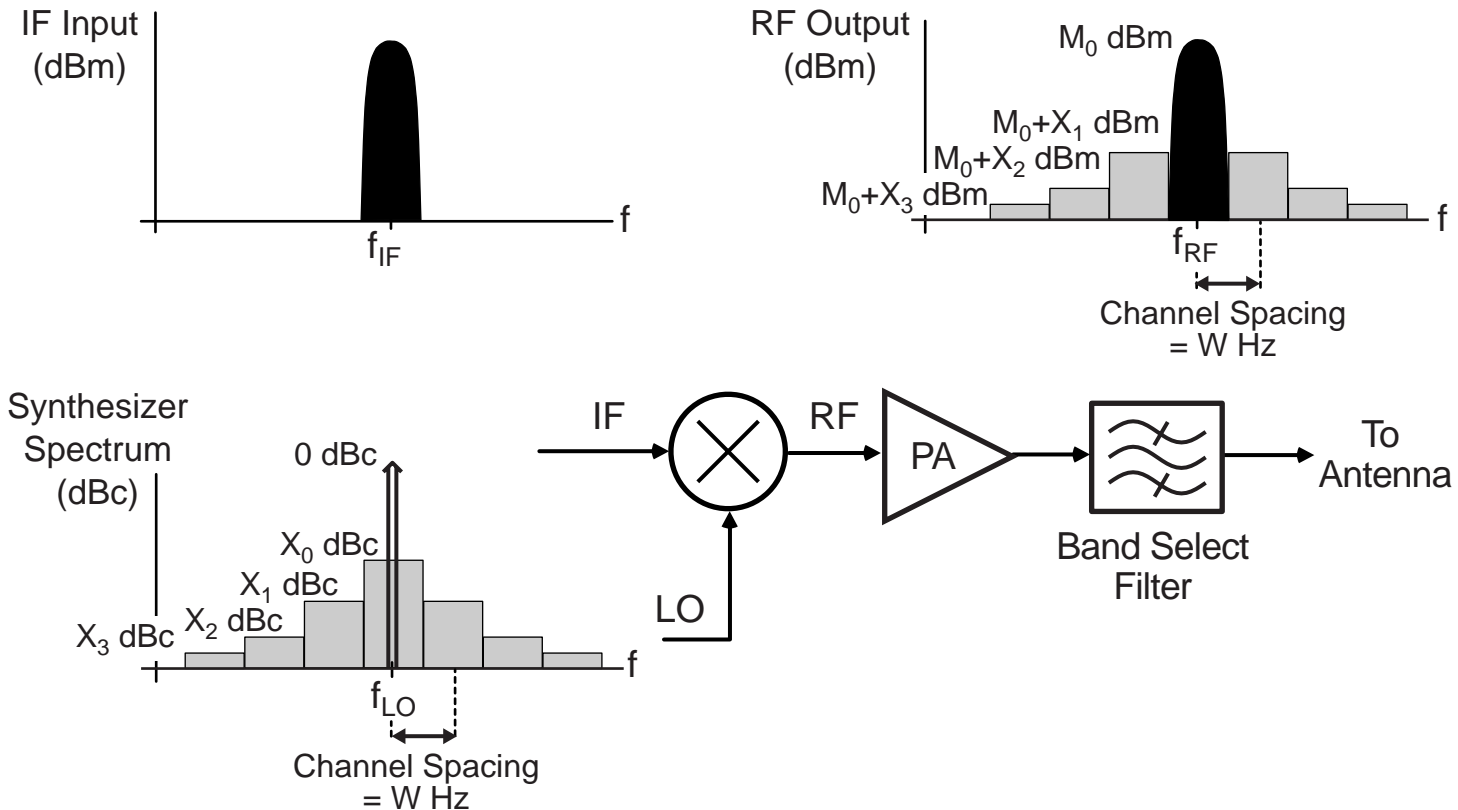 IF Input
(dBm)
f
f_IF
RF Output
(dBm)
M_0 dBm
M_0+X_1 dBm
M_0+X_2 dBm
M_0+X_3 dBm
f
f_RF
Channel Spacing
= W Hz
Synthesizer
Spectrum
(dBc)
0 dBc
X_0 dBc
X_1 dBc
X_2 dBc
X_3 dBc
f
f_LO
Channel Spacing
= W Hz
IF
LO
RF
PA
Band Select
Filter
To
Antenna